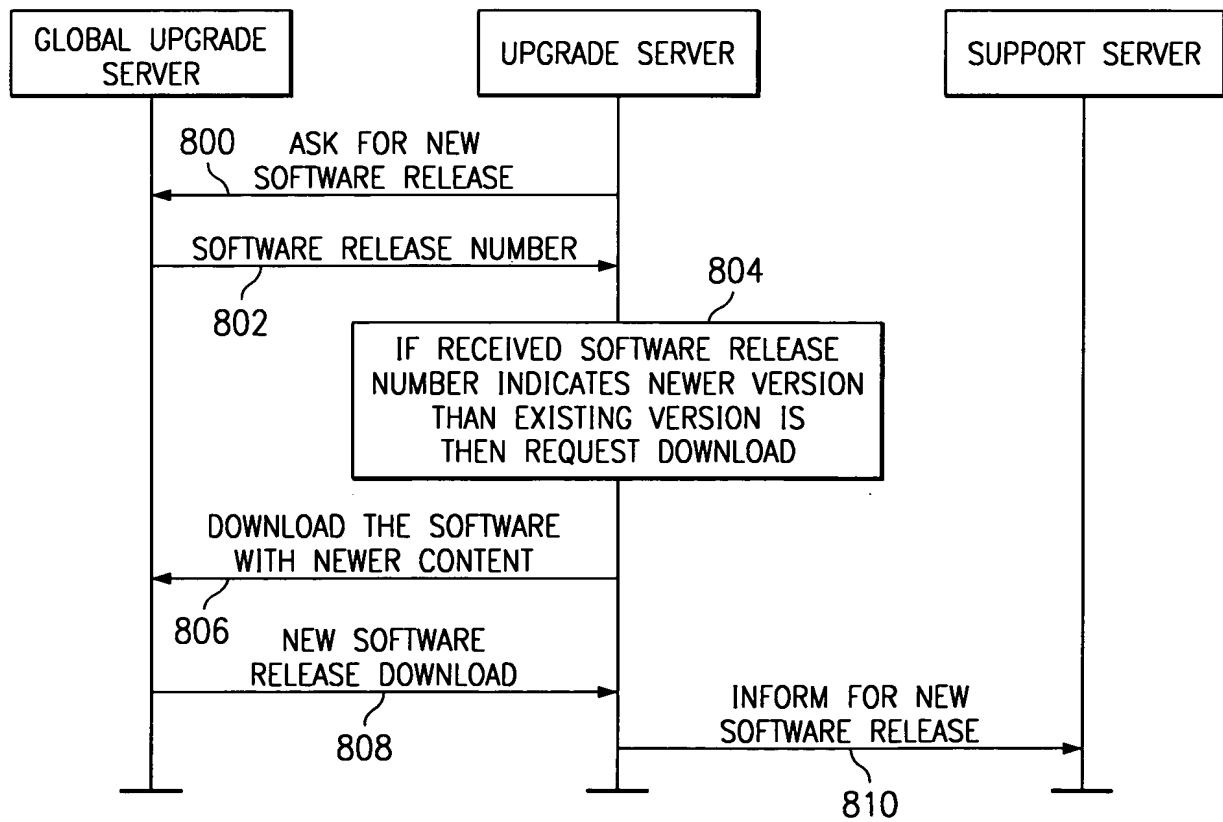 GLOBAL UPGRADE
SERVER
UPGRADE SERVER
SUPPORT SERVER
800
ASK FOR NEW
SOFTWARE RELEASE
SOFTWARE RELEASE NUMBER
802
804
IF RECEIVED SOFTWARE RELEASE
NUMBER INDICATES NEWER VERSION
THAN EXISTING VERSION IS
THEN REQUEST DOWNLOAD
DOWNLOAD THE SOFTWARE
WITH NEWER CONTENT
806
NEW SOFTWARE
RELEASE DOWNLOAD
808
INFORM FOR NEW
SOFTWARE RELEASE
810